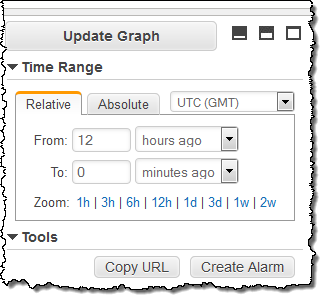 Update Graph
Time Range
Relative Absolute UTC (GMT)
From: 12 hours ago
To: 0 minutes ago
Zoom: 1h | 3h | 6h | 12h | 1d | 3d | 1w | 2w
Tools
Copy URL Create Alarm